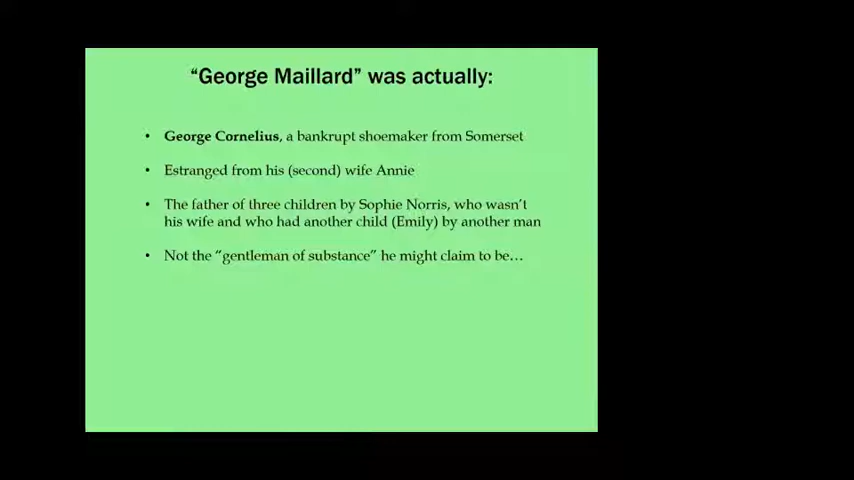 “George Maillard” was actually:
• George Cornelius, a bankrupt shoemaker from Somerset
• Estranged from his (second) wife Annie
• The father of three children by Sophie Norris, who wasn’t
his wife and who had another child (Emily) by another man
• Not the “gentleman of substance” he might claim to be…